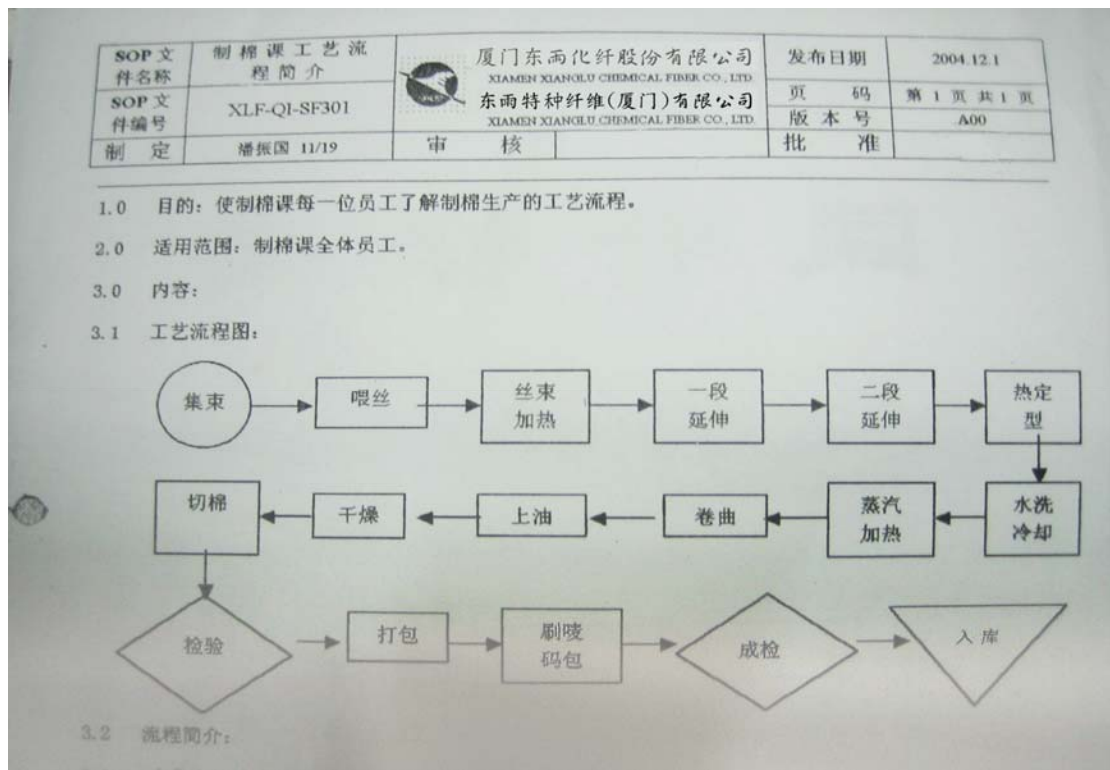 SOP 文
件名称
制棉课工艺流
程简介
SOP 文
件编号
XLF-QI-SF301
制 定
潘振国 11/19
厦门东雨化纤股份有限公司
XIAMEN XIANGLU CHEMICAL FIBER CO., LTD
东雨特种纤维(厦门)有限公司
XIAMEN XIANGLU CHEMICAL FIBER CO., LTD
审 核
发布日期
2004.12.1
页 码
第 1 页 共 1 页
版 本 号
A00
批 准
1.0 目的：使制棉课每一位员工了解制棉生产的工艺流程。
2.0 适用范围：制棉课全体员工。
3.0 内容：
3.1 工艺流程图：
集束
喂丝
丝束
加热
一段
延伸
二段
延伸
热定
型
切棉
干燥
上油
卷曲
蒸汽
加热
水洗
冷却
检验
打包
刷唛
码包
成检
入库
3.2 流程简介：